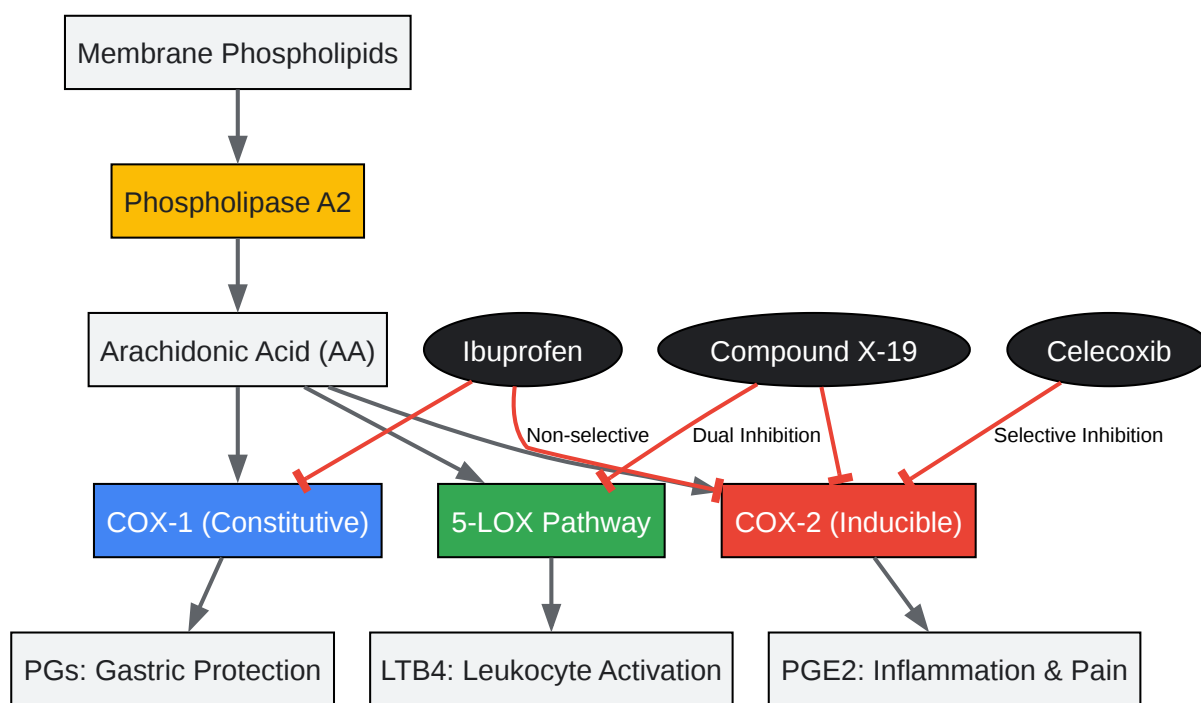 Membrane Phospholipids
Phospholipase A2
Arachidonic Acid (AA)
Ibuprofen
Compound X-19
Celecoxib
Non-selective
Dual Inhibition
Selective Inhibition
COX-1 (Constitutive)
5-LOX Pathway
COX-2 (Inducible)
PGs: Gastric Protection
LTB4: Leukocyte Activation
PGE2: Inflammation & Pain